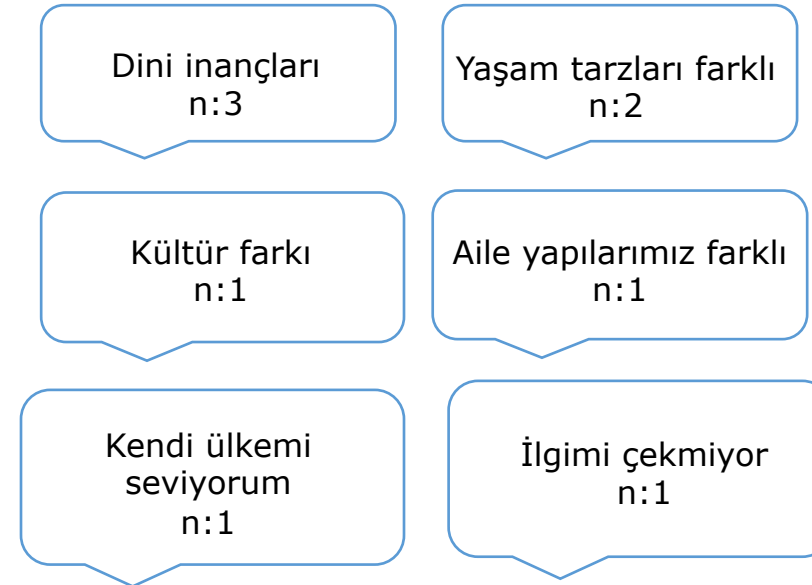 Dini inançları
n:3
Yaşam tarzları farklı
n:2
Kültür farkı
n:1
Aile yapılarımız farklı
n:1
Kendi ülkemi
seviyorum
n:1
İlgimi çekmiyor
n:1